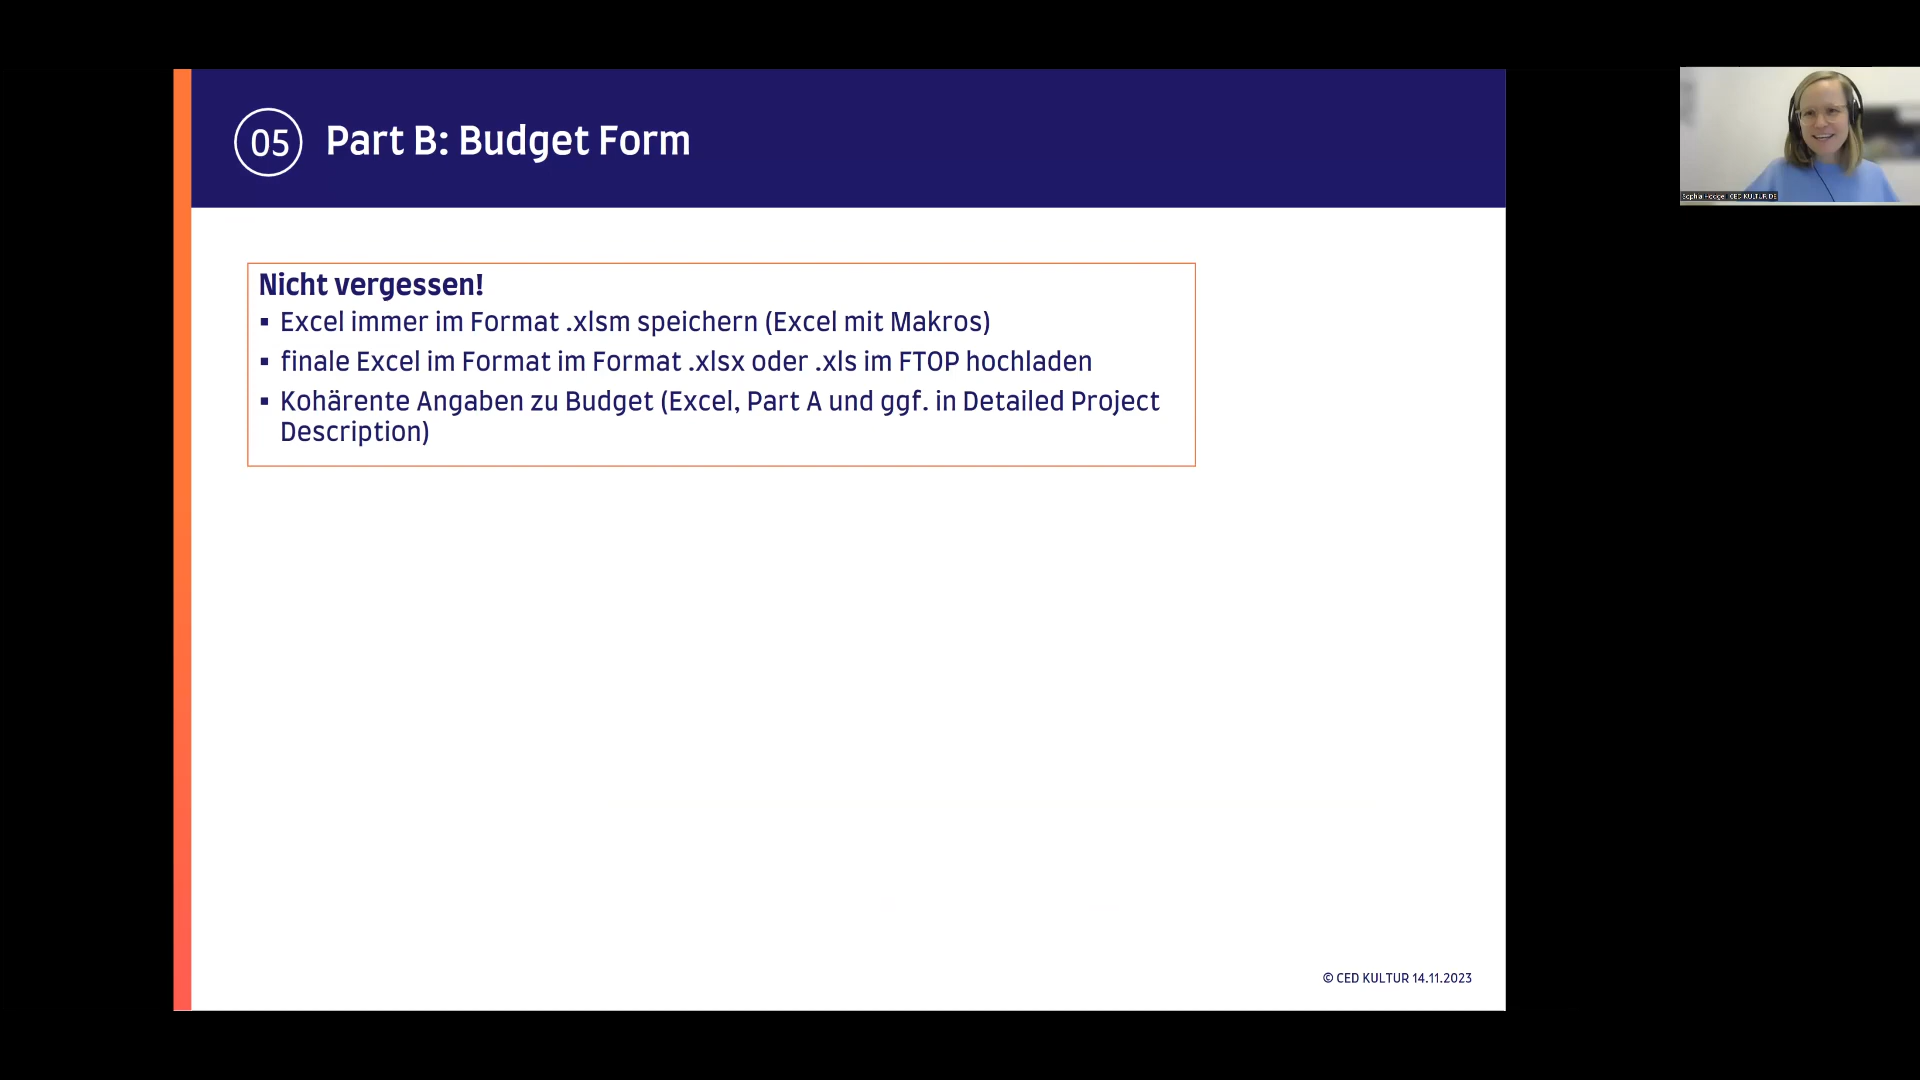 05 Part B: Budget Form
Nicht vergessen!
▪ Excel immer im Format .xlsm speichern (Excel mit Makros)
▪ finale Excel im Format im Format .xlsx oder .xls im FTOP hochladen
▪ Kohärente Angaben zu Budget (Excel, Part A und ggf. in Detailed Project
Description)
© CED KULTUR 14.11.2023